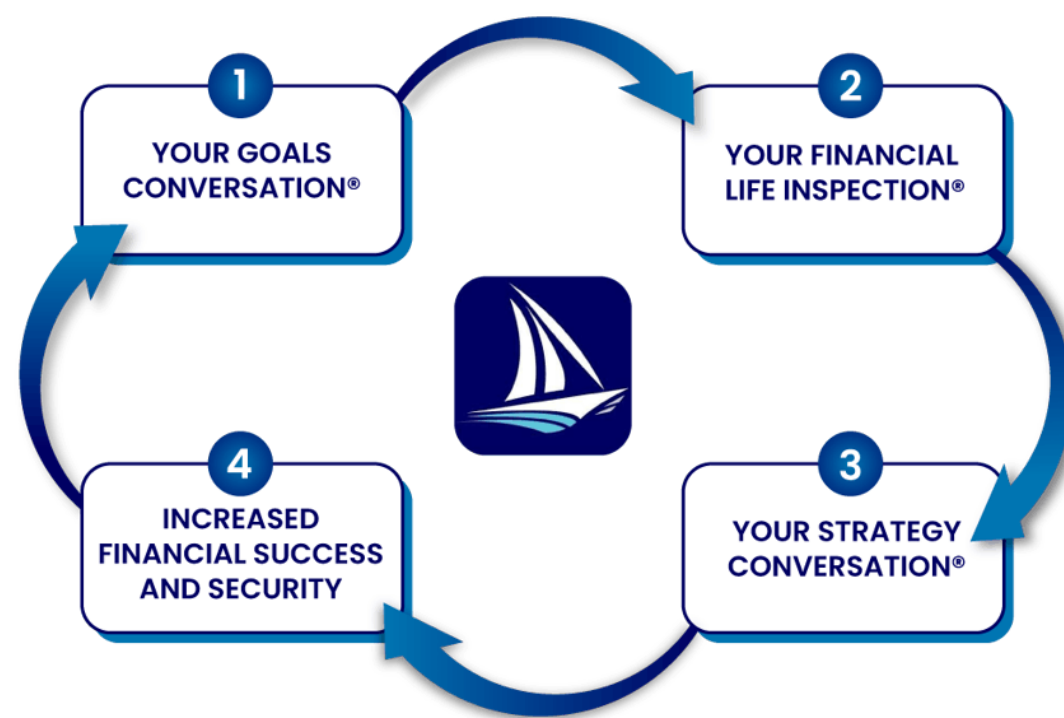 1
YOUR GOALS
CONVERSATION®
2
YOUR FINANCIAL
LIFE INSPECTION®
3
YOUR STRATEGY
CONVERSATION®
4
INCREASED
FINANCIAL SUCCESS
AND SECURITY